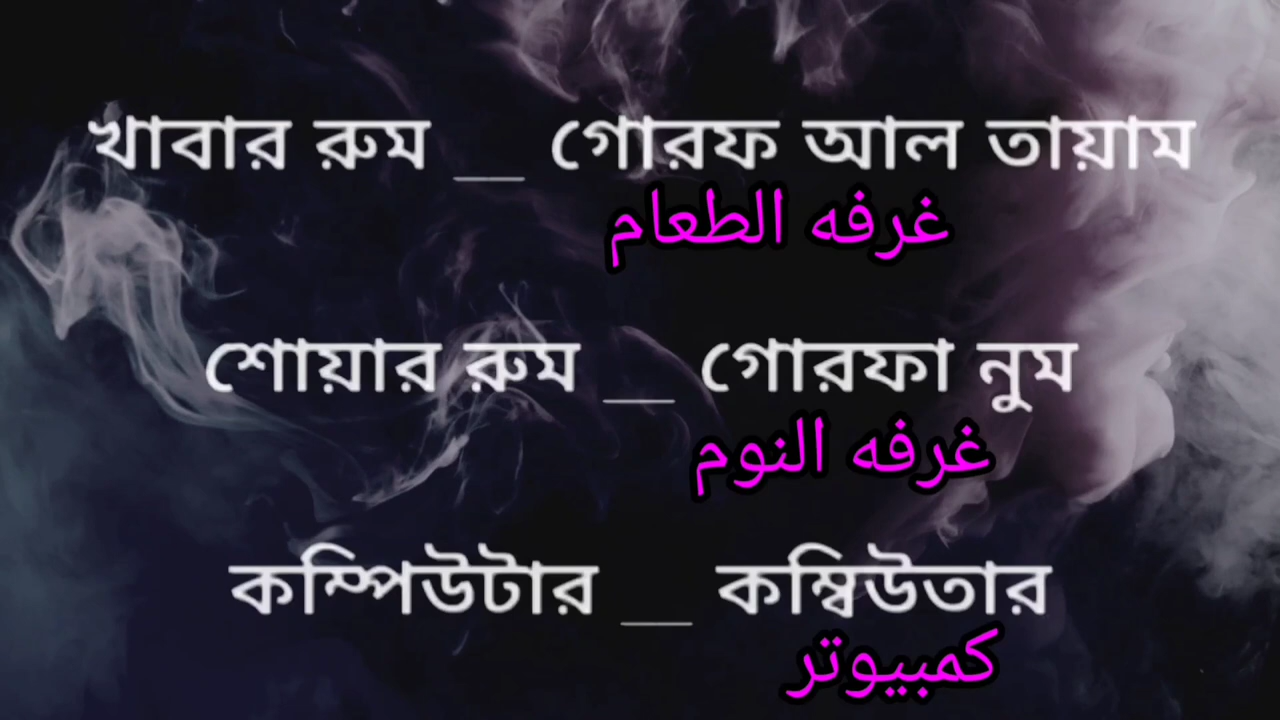 খাবার রুম __ গোরফ আল তায়াম
غرفه الطعام
শোয়ার রুম __ গোরফা নুম
غرفه النوم
কম্পিউটার __ কম্বিউতার
كمبيوتر